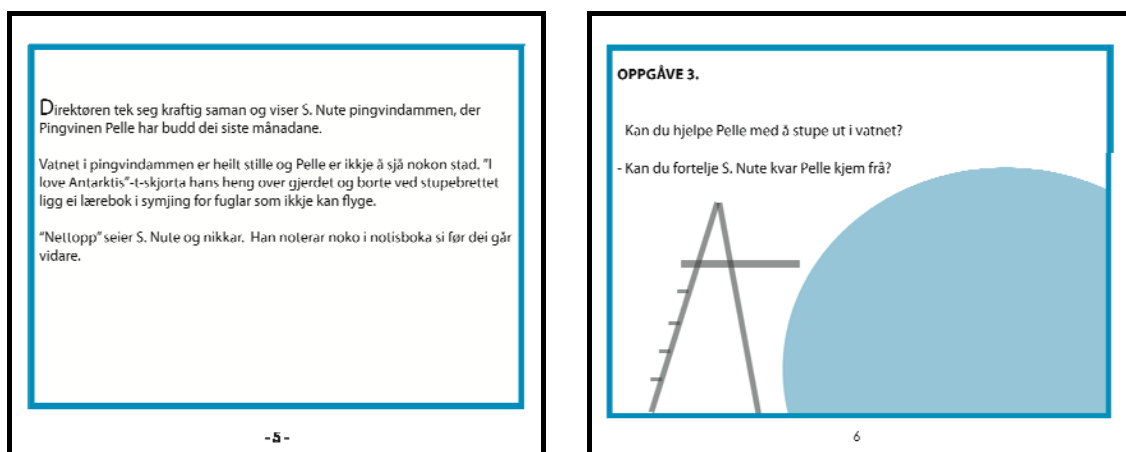 Direktøren tek seg kraftig saman og viser S. Nute pingvindammen, der
Pingvinen Pelle har budd dei siste månadane.
Vatnet i pingvindammen er heilt stille og Pelle er ikkje å sjå nokon stad. "I
love Antarktis"-t-skjorta hans heng over gjerdet og borte ved stupebrettet
ligg ei lærebok i symjing for fuglar som ikkje kan flyge.
"Nettopp" seier S. Nute og nikkar. Han noterar noko i notisboka si før dei går
vidare.
- 5 -
OPPGÅVE 3.
Kan du hjelpe Pelle med å stupe ut i vatnet?
- Kan du fortelje S. Nute kvar Pelle kjem frå?
6